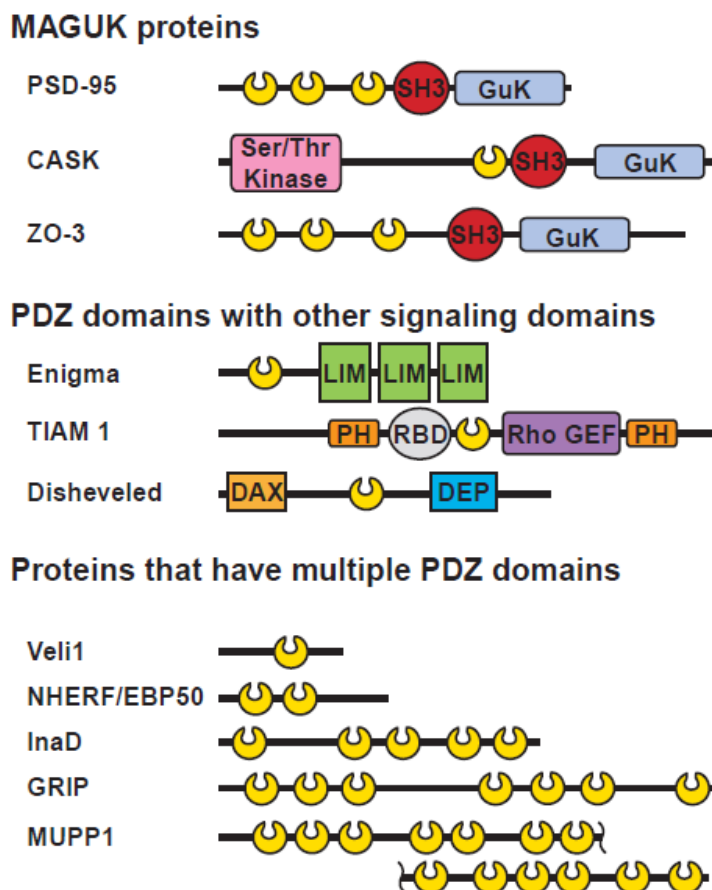 MAGUK proteins
PSD-95 SH3 GuK
CASK Ser/Thr Kinase SH3 GuK
ZO-3 SH3 GuK
PDZ domains with other signaling domains
Enigma LIM LIM LIM
TIAM 1 PH RBD Rho GEF PH
Disheveled DAX DEP
Proteins that have multiple PDZ domains
Veli1
NHERF/EBP50
InaD
GRIP
MUPP1